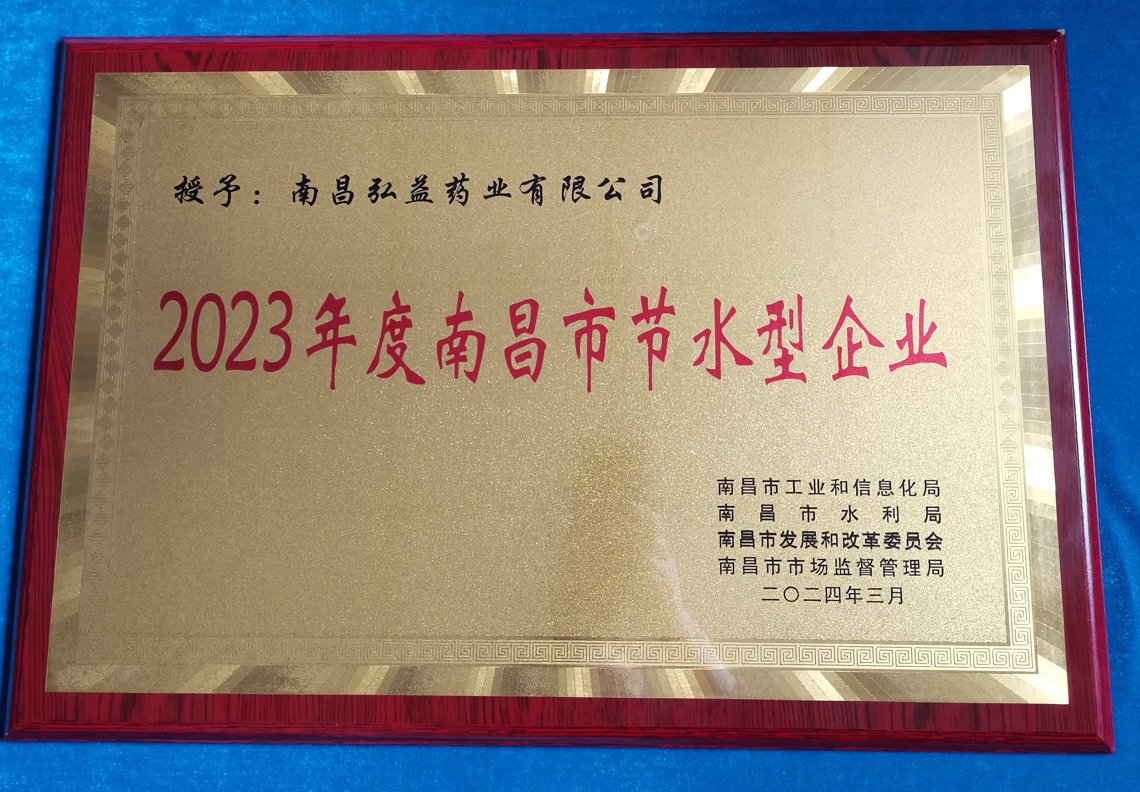 授予：南昌弘益药业有限公司
2023年度南昌市节水型企业
南昌市工业和信息化局
南昌市水利局
南昌市发展和改革委员会
南昌市市场监督管理局
二〇二四年三月